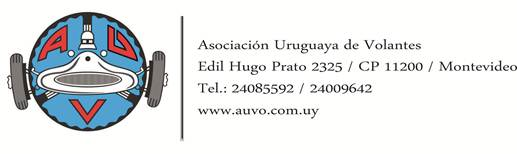 A U V
Asociación Uruguaya de Volantes
Edil Hugo Prato 2325 / CP 11200 / Montevideo
Tel.: 24085592 / 24009642
www.auvo.com.uy